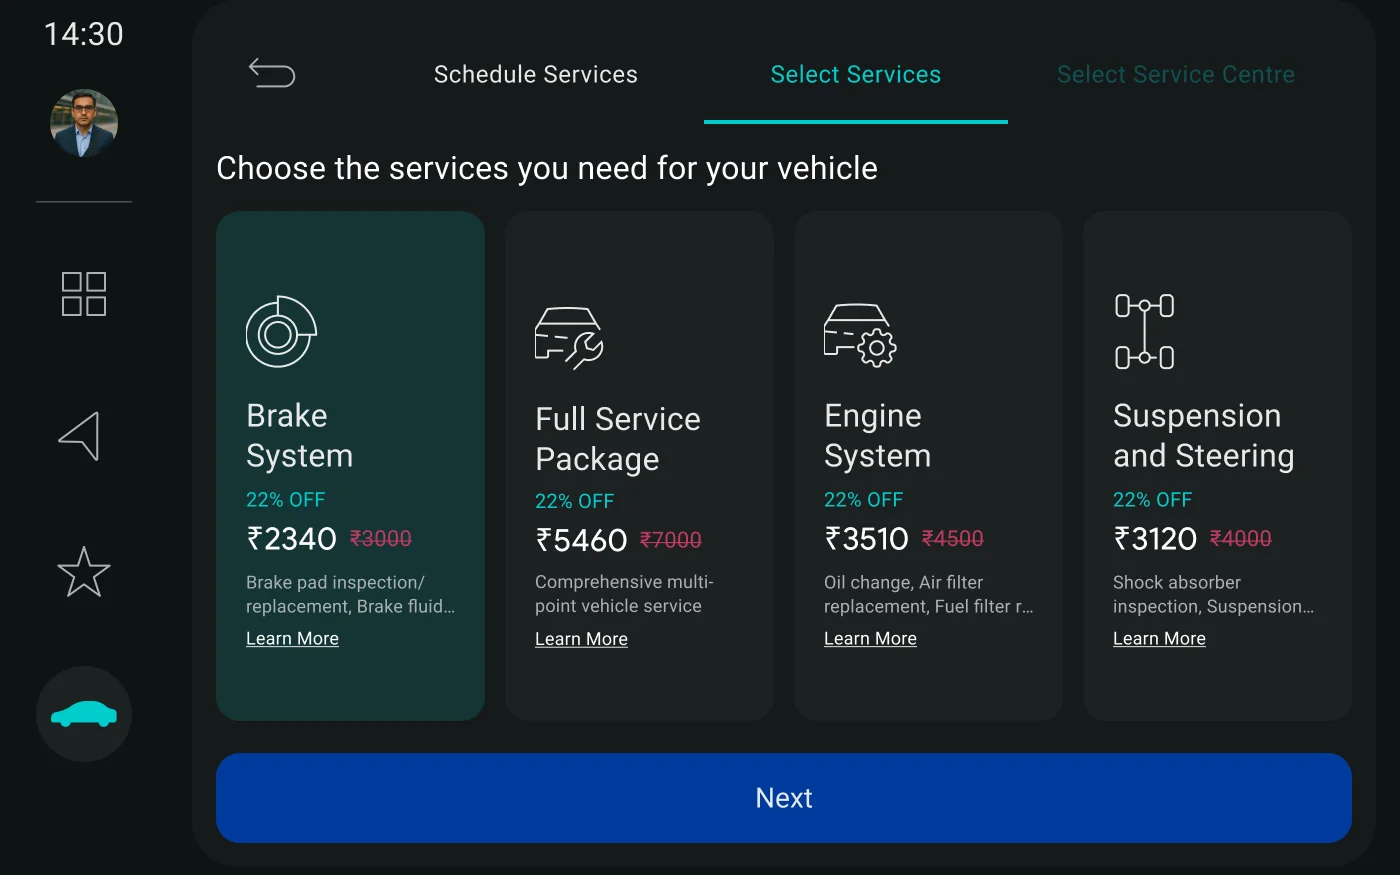 14:30
Schedule Services
Select Services
Select Service Centre
Choose the services you need for your vehicle
Brake
System
22% OFF
₹2340 ₹3000
Brake pad inspection/
replacement, Brake fluid...
Learn More
Full Service
Package
22% OFF
₹5460 ₹7000
Comprehensive multi-
point vehicle service
Learn More
Engine
System
22% OFF
₹3510 ₹4500
Oil change, Air filter
replacement, Fuel filter r...
Learn More
Suspension
and Steering
22% OFF
₹3120 ₹4000
Shock absorber
inspection, Suspension...
Learn More
Next